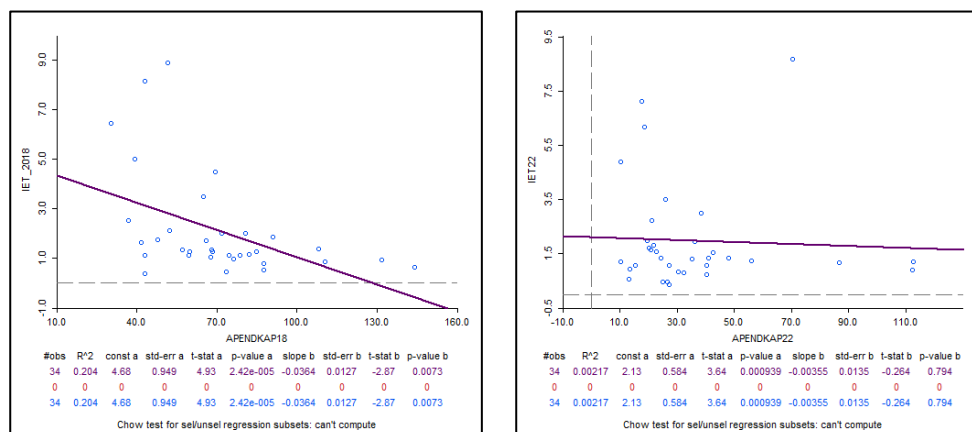 IET_2018
9.0
7.0
5.0
3.0
1.0
-1.0
10.0 40.0 70.0 100.0 130.0 160.0
APENDKAP18
#obs R^2 const a std-err a t-stat a p-value a slope b std-err b t-stat b p-value b
34 0.204 4.68 0.949 4.93 2.42e-005 -0.0364 0.0127 -2.87 0.0073
0 0 0 0 0 0 0 0 0 0
34 0.204 4.68 0.949 4.93 2.42e-005 -0.0364 0.0127 -2.87 0.0073
Chow test for sel/unsel regression subsets: can't compute
IET22
9.5
7.5
5.5
3.5
1.5
-0.5
-10.0 10.0 30.0 50.0 70.0 90.0 110.0
APENDKAP22
#obs R^2 const a std-err a t-stat a p-value a slope b std-err b t-stat b p-value b
34 0.00217 2.13 0.584 3.64 0.000939 -0.00355 0.0135 -0.264 0.794
0 0 0 0 0 0 0 0 0 0
34 0.00217 2.13 0.584 3.64 0.000939 -0.00355 0.0135 -0.264 0.794
Chow test for sel/unsel regression subsets: can't compute